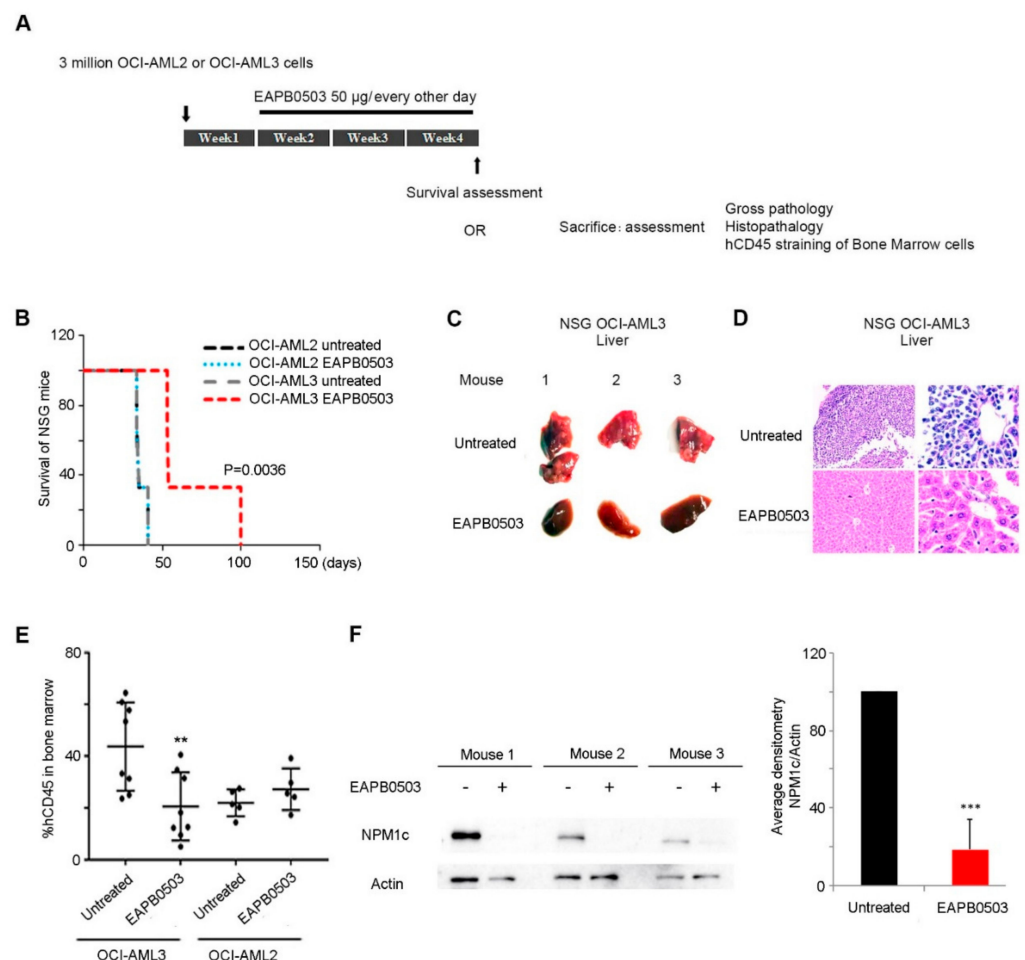 A
3 million OCI-AML2 or OCI-AML3 cells
EAPB0503 50 µg/every other day
Week1 Week2 Week3 Week4
Survival assessment
OR
Sacrifice: assessment
Gross pathology
Histopathalogy
hCD45 straining of Bone Marrow cells
B
Survival of NSG mice
120
80
40
0
0 50 100 150 (days)
OCI-AML2 untreated
OCI-AML2 EAPB0503
OCI-AML3 untreated
OCI-AML3 EAPB0503
P=0.0036
C
NSG OCI-AML3
Liver
Mouse 1 2 3
Untreated
EAPB0503
D
NSG OCI-AML3
Liver
Untreated
EAPB0503
E
%hCD45 in bone marrow
80
40
0
**
Untreated EAPB0503 Untreated EAPB0503
OCI-AML3 OCI-AML2
F
Mouse 1 Mouse 2 Mouse 3
EAPB0503 - + - + - +
NPM1c
Actin
Average densitometry
NPM1c/Actin
120
80
40
0
***
Untreated EAPB0503